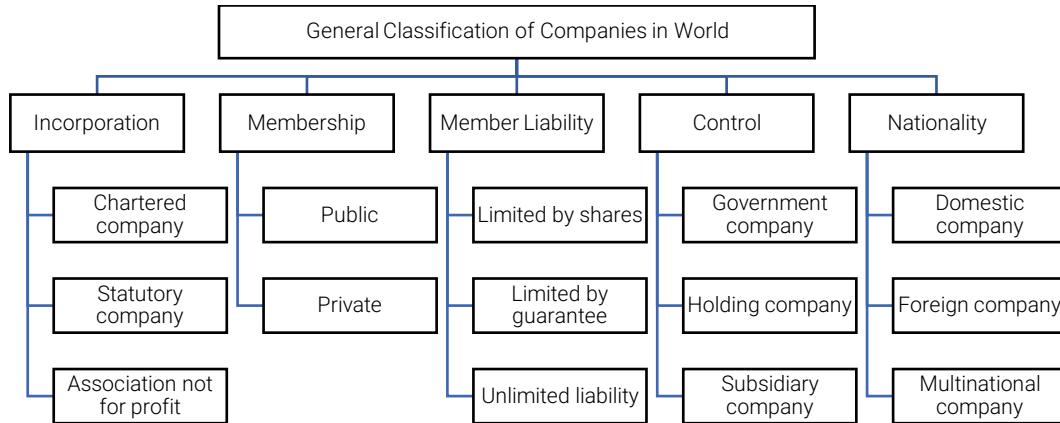 General Classification of Companies in World
Incorporation
Membership
Member Liability
Control
Nationality
Chartered
company
Public
Limited by shares
Government
company
Domestic
company
Statutory
company
Private
Limited by
guarantee
Holding company
Foreign company
Association not
for profit
Unlimited liability
Subsidiary
company
Multinational
company